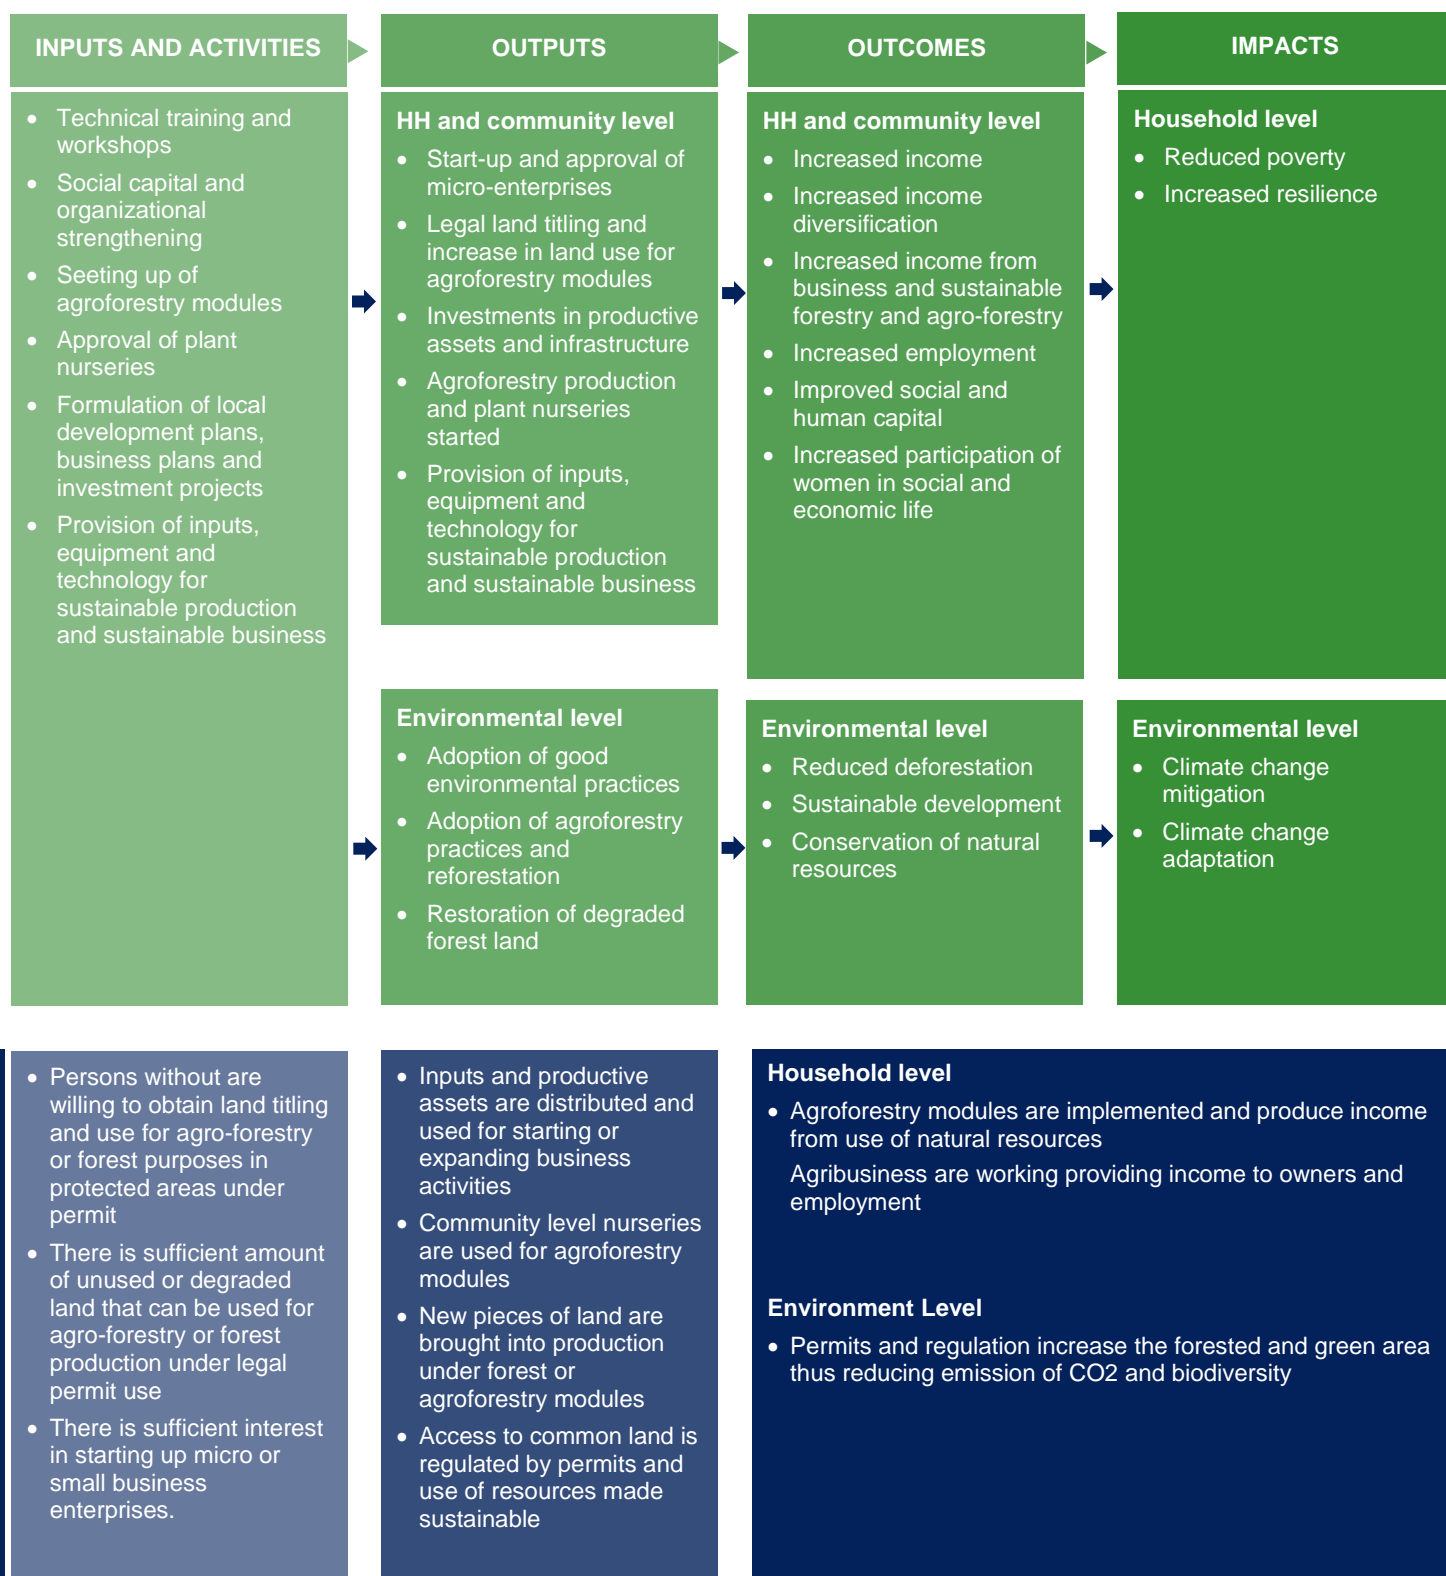 INPUTS AND ACTIVITIES
OUTPUTS
OUTCOMES
IMPACTS
• Technical training and
workshops
• Social capital and
organizational
strengthening
• Seeting up of
agroforestry modules
• Approval of plant
nurseries
• Formulation of local
development plans,
business plans and
investment projects
• Provision of inputs,
equipment and
technology for
sustainable production
and sustainable business
HH and community level
• Start-up and approval of
micro-enterprises
• Legal land titling and
increase in land use for
agroforestry modules
• Investments in productive
assets and infrastructure
• Agroforestry production
and plant nurseries
started
• Provision of inputs,
equipment and
technology for
sustainable production
and sustainable business
HH and community level
• Increased income
• Increased income
diversification
• Increased income from
business and sustainable
forestry and agro-forestry
• Increased employment
• Improved social and
human capital
• Increased participation of
women in social and
economic life
Household level
• Reduced poverty
• Increased resilience
Environmental level
• Adoption of good
environmental practices
• Adoption of agroforestry
practices and
reforestation
• Restoration of degraded
forest land
Environmental level
• Reduced deforestation
• Sustainable development
• Conservation of natural
resources
Environmental level
• Climate change
mitigation
• Climate change
adaptation
• Persons without are
willing to obtain land titling
and use for agro-forestry
or forest purposes in
protected areas under
permit
• There is sufficient amount
of unused or degraded
land that can be used for
agro-forestry or forest
production under legal
permit use
• There is sufficient interest
in starting up micro or
small business
enterprises.
• Inputs and productive
assets are distributed and
used for starting or
expanding business
activities
• Community level nurseries
are used for agroforestry
modules
• New pieces of land are
brought into production
under forest or
agroforestry modules
• Access to common land is
regulated by permits and
use of resources made
sustainable
Household level
• Agroforestry modules are implemented and produce income
from use of natural resources
Agribusiness are working providing income to owners and
employment
Environment Level
• Permits and regulation increase the forested and green area
thus reducing emission of CO2 and biodiversity